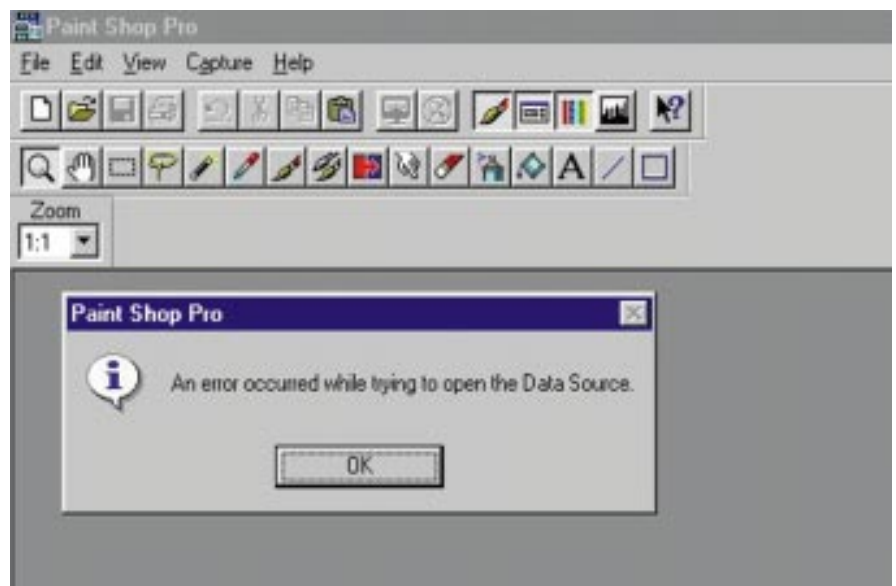 Paint Shop Pro
File Edit View Capture Help
A
Zoom
1:1
Paint Shop Pro
An error occurred while trying to open the Data Source.
OK